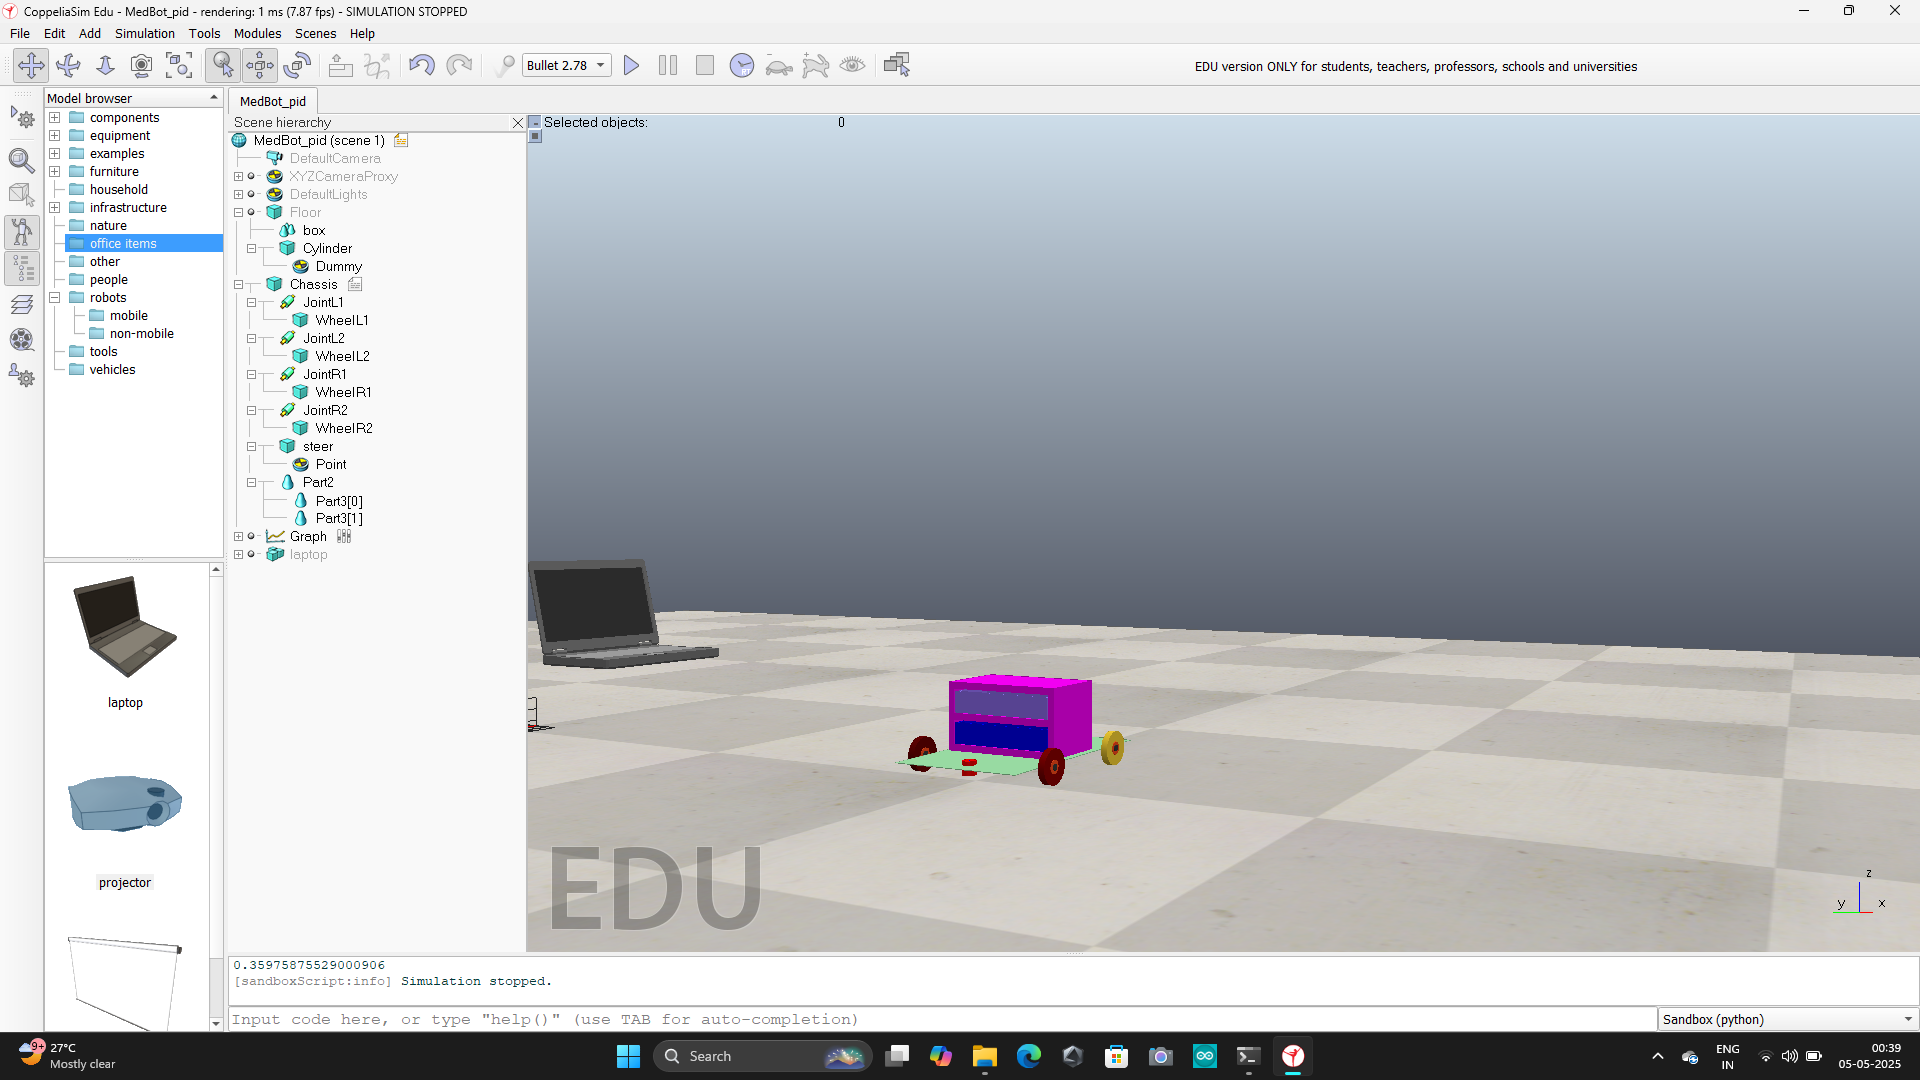 CoppeliaSim Edu - MedBot_pid - rendering: 1 ms (7.87 fps) - SIMULATION STOPPED
File Edit Add Simulation Tools Modules Scenes Help
Bullet 2.78
EDU version ONLY for students, teachers, professors, schools and universities
Model browser
components
equipment
examples
furniture
household
infrastructure
nature
office items
other
people
robots
mobile
non-mobile
tools
vehicles
laptop
projector
MedBot_pid
Scene hierarchy
MedBot_pid (scene 1)
DefaultCamera
XYZCameraProxy
DefaultLights
Floor
box
Cylinder
Dummy
Chassis
JointL1
WheelL1
JointL2
WheelL2
JointR1
WheelR1
JointR2
WheelR2
steer
Point
Part2
Part3[0]
Part3[1]
Graph
laptop
Selected objects: 0
EDU
z
y x
0.35975875529000906
[sandboxScript:info] Simulation stopped.
Input code here, or type "help()" (use TAB for auto-completion)
Sandbox (python)
9+
27°C
Mostly clear
Search
ENG
IN
00:39
05-05-2025